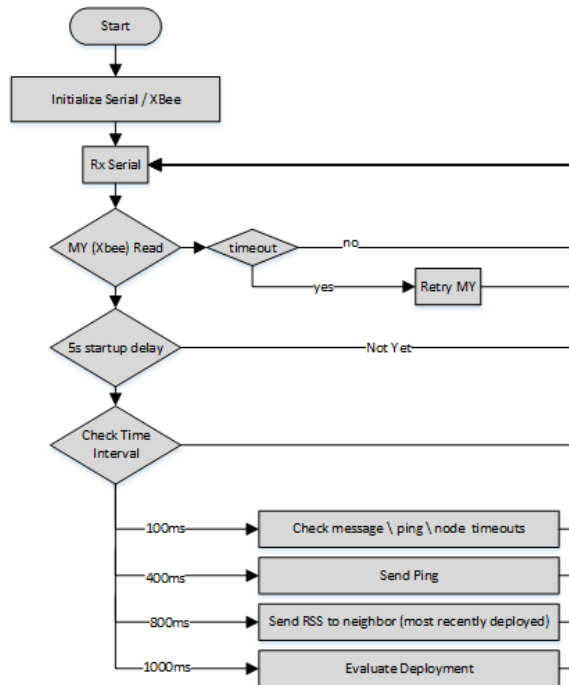 Start
Initialize Serial / XBee
Rx Serial
MY (Xbee) Read
timeout
no
yes
Retry MY
5s startup delay
Not Yet
Check Time
Interval
100ms
Check message \ ping \ node timeouts
400ms
Send Ping
800ms
Send RSS to neighbor (most recently deployed)
1000ms
Evaluate Deployment